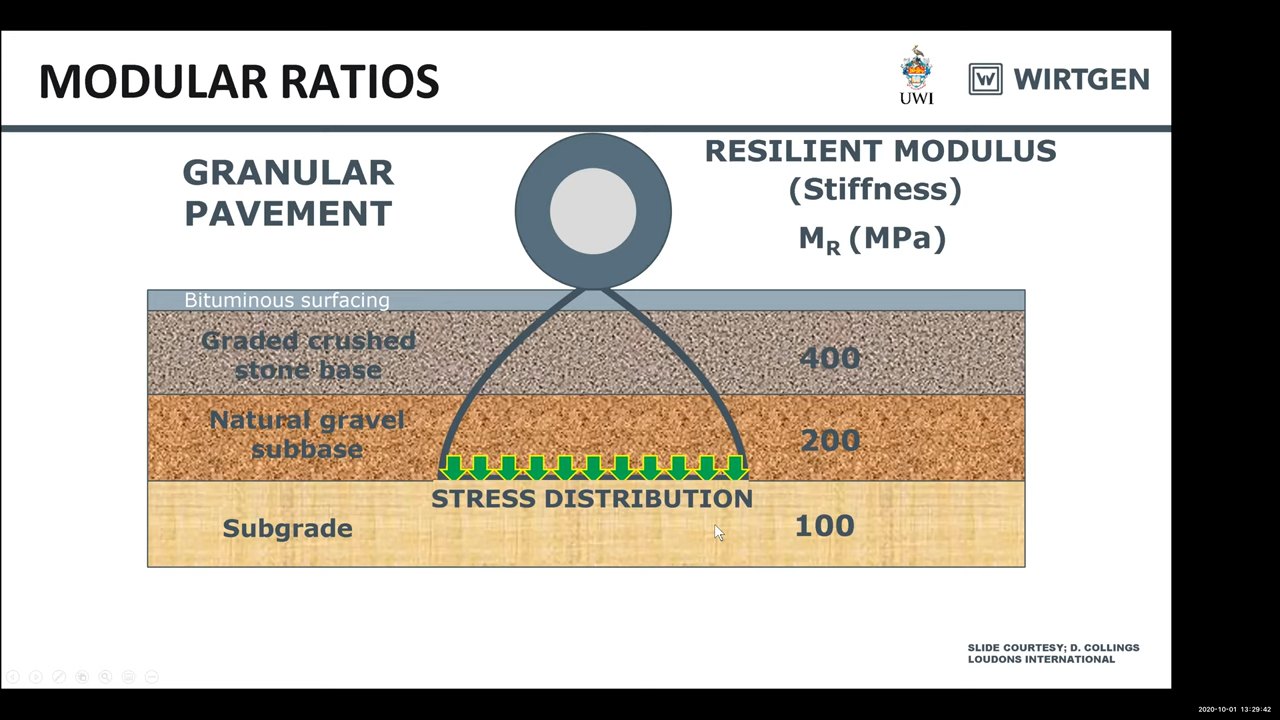 MODULAR RATIOS
UWI
WIRTGEN
GRANULAR
PAVEMENT
RESILIENT MODULUS
(Stiffness)
MR (MPa)
Bituminous surfacing
Graded crushed
stone base
400
Natural gravel
subbase
200
STRESS DISTRIBUTION
Subgrade
100
SLIDE COURTESY; D. COLLINGS
LOUDONS INTERNATIONAL
2020-10-01 13:29:42